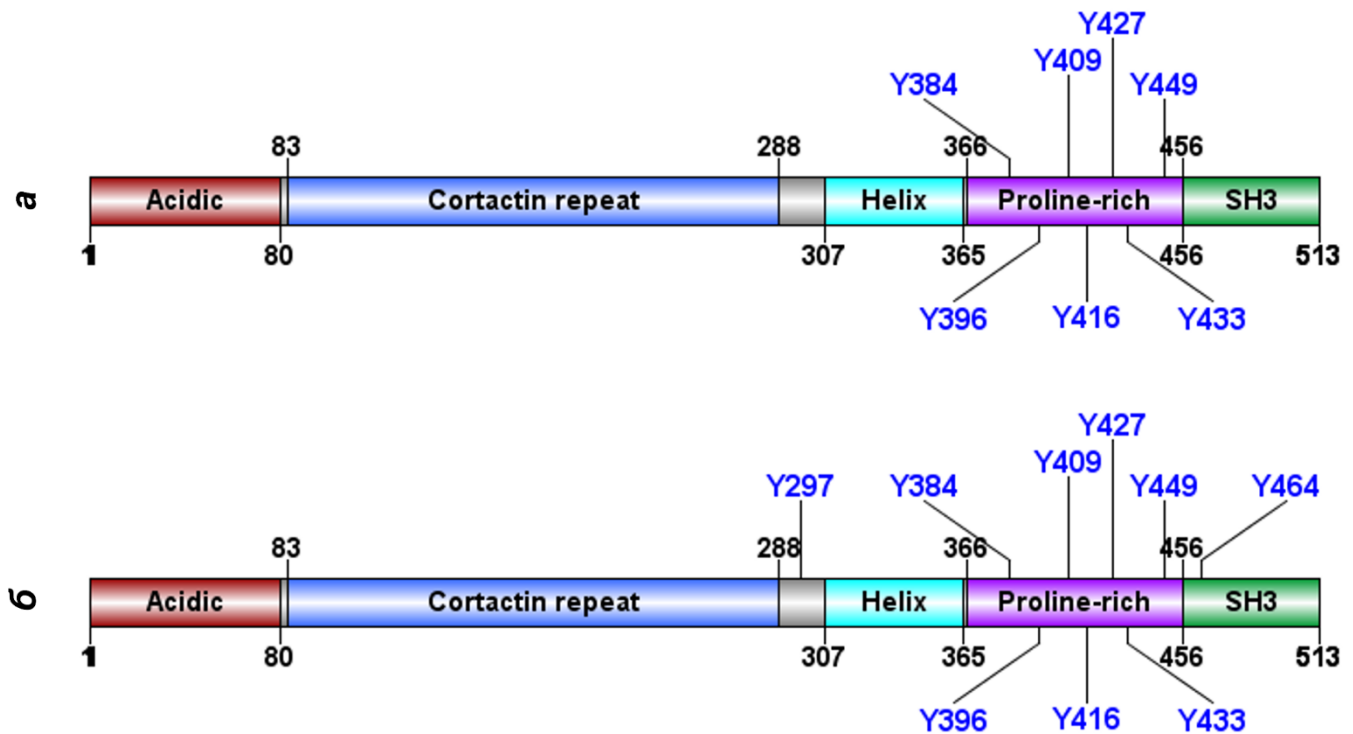 Y427
Y409
Y384 Y449
83 288 366 456
а Acidic Cortactin repeat Helix Proline-rich SH3
1 80 307 365 456 513
Y396 Y416 Y433
Y427
Y409
Y297 Y384 Y449 Y464
83 288 366 456
б Acidic Cortactin repeat Helix Proline-rich SH3
1 80 307 365 456 513
Y396 Y416 Y433